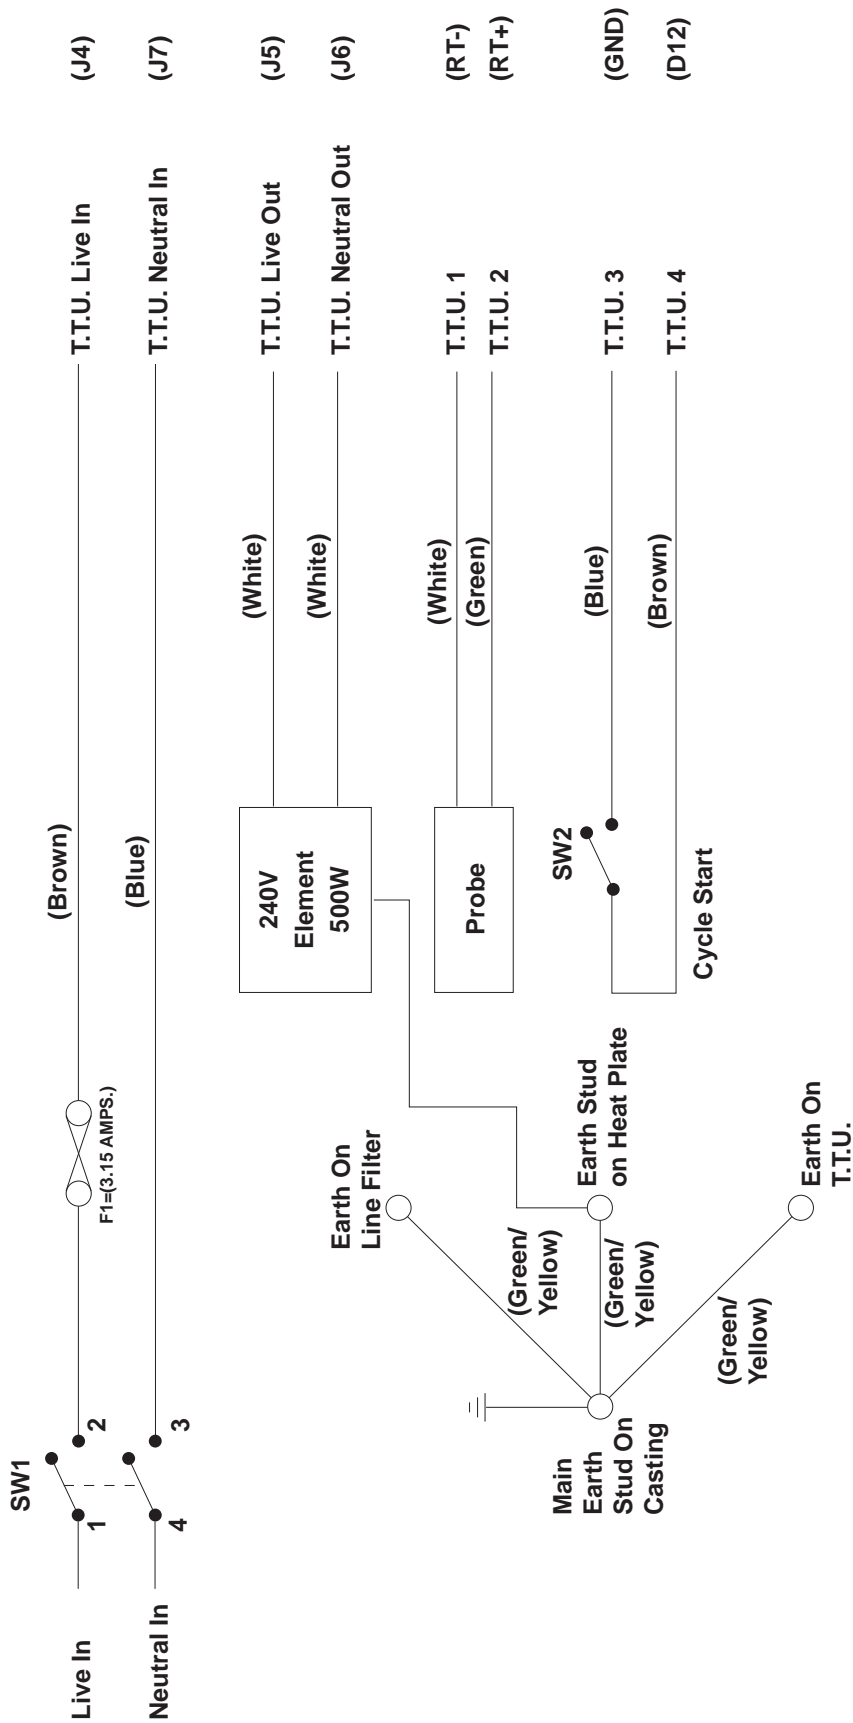 SW1
Live In
1
2
F1=(3.15 AMPS.)
(Brown)
T.T.U. Live In
(J4)
Neutral In
4
3
(Blue)
T.T.U. Neutral In
(J7)
240V
Element
500W
(White)
T.T.U. Live Out
(J5)
(White)
T.T.U. Neutral Out
(J6)
Probe
(White)
T.T.U. 1
(RT-)
(Green)
T.T.U. 2
(RT+)
SW2
(Blue)
T.T.U. 3
(GND)
(Brown)
T.T.U. 4
(D12)
Cycle Start
Earth On
Line Filter
(Green/
Yellow)
Earth Stud
on Heat Plate
(Green/
Yellow)
Main
Earth
Stud On
Casting
(Green/
Yellow)
Earth On
T.T.U.